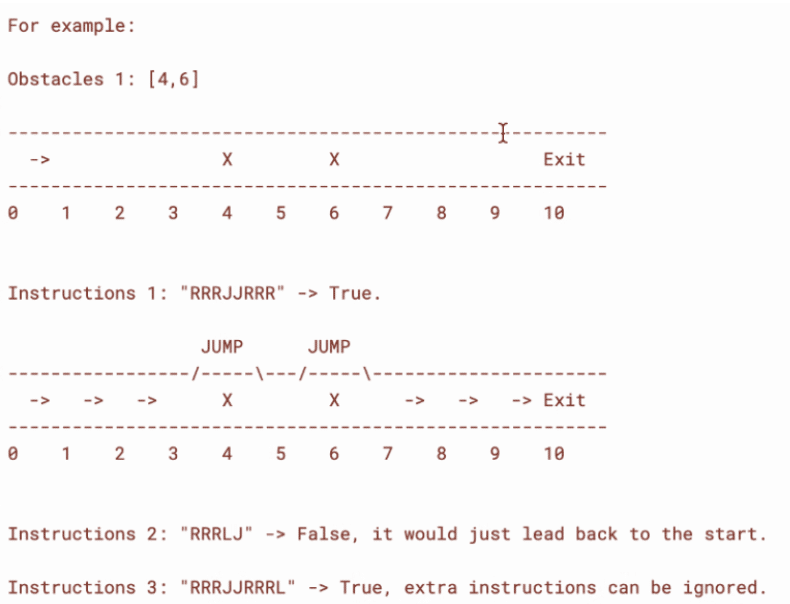 For example:
Obstacles 1: [4,6]
---------------------------------------------------------
  ->                 X         X                   Exit
---------------------------------------------------------
0    1    2    3    4    5    6    7    8    9    10
Instructions 1: "RRRJJRRR" -> True.
                  JUMP      JUMP
-----------------/-----\---/-----\----------------------
  ->   ->   ->      X         X      ->   ->   -> Exit
---------------------------------------------------------
0    1    2    3    4    5    6    7    8    9    10
Instructions 2: "RRRLJ" -> False, it would just lead back to the start.
Instructions 3: "RRRJJRRRL" -> True, extra instructions can be ignored.